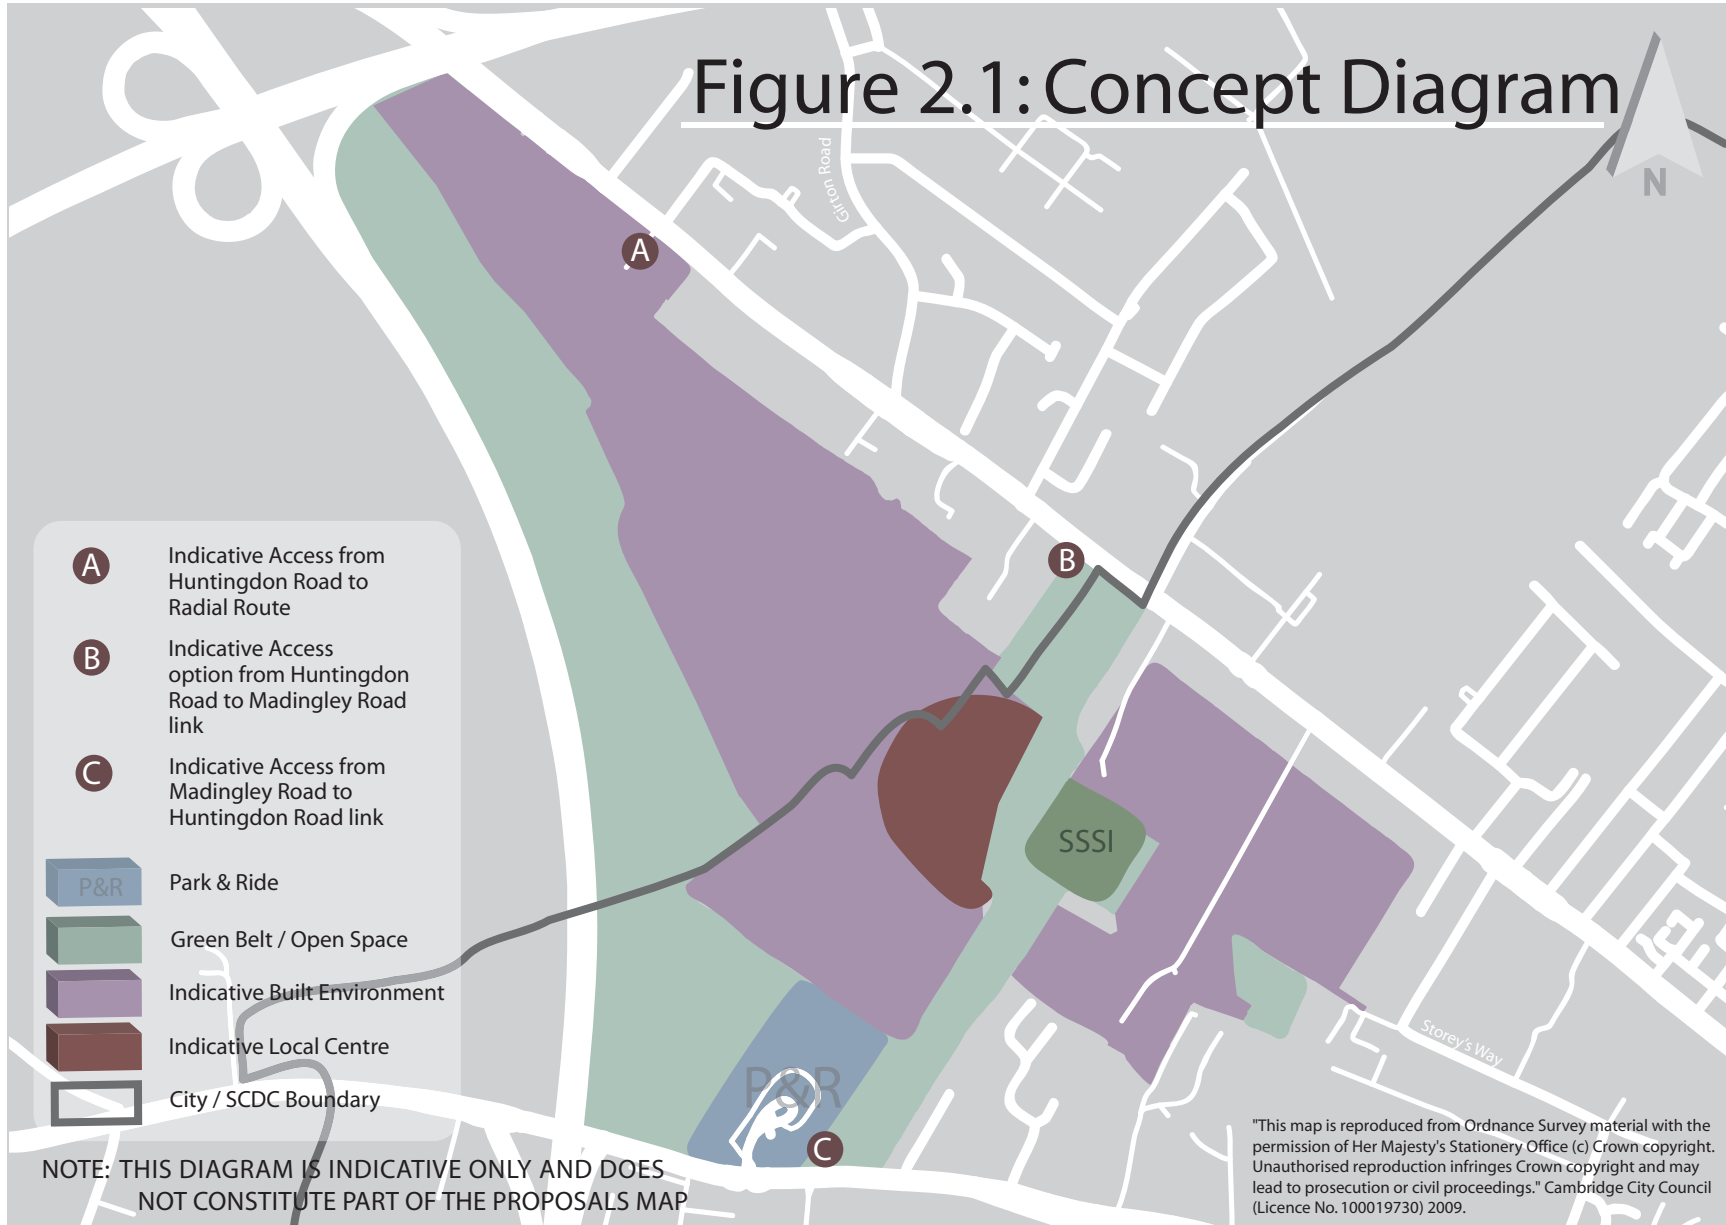 Figure 2.1: Concept Diagram
N
Girton Road
A
B
SSSI
P&R
C
Storey's Way
A
Indicative Access from
Huntingdon Road to
Radial Route
B
Indicative Access
option from Huntingdon
Road to Madingley Road
link
C
Indicative Access from
Madingley Road to
Huntingdon Road link
P&R
Park & Ride
Green Belt / Open Space
Indicative Built Environment
Indicative Local Centre
City / SCDC Boundary
NOTE: THIS DIAGRAM IS INDICATIVE ONLY AND DOES
NOT CONSTITUTE PART OF THE PROPOSALS MAP
"This map is reproduced from Ordnance Survey material with the
permission of Her Majesty's Stationery Office (c) Crown copyright.
Unauthorised reproduction infringes Crown copyright and may
lead to prosecution or civil proceedings." Cambridge City Council
(Licence No. 100019730) 2009.